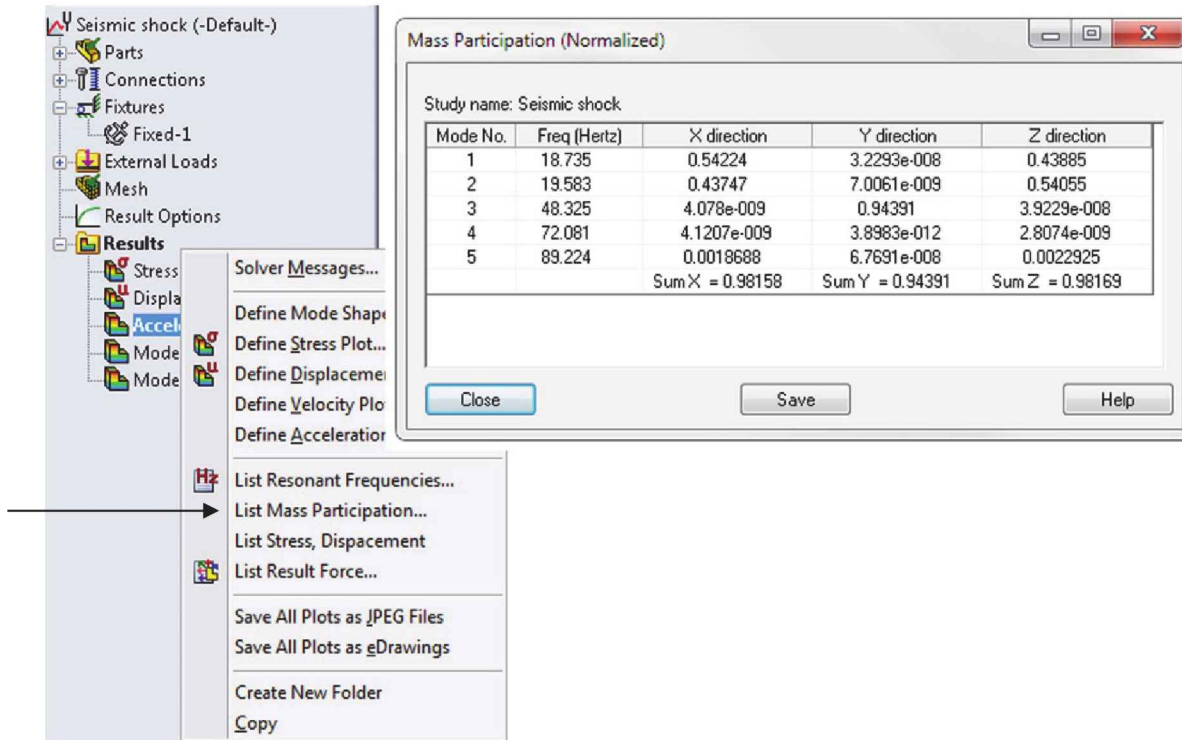 Seismic shock (-Default-)
Parts
Connections
Fixtures
Fixed-1
External Loads
Mesh
Result Options
Results
Stress
Displa
Accel
Mode
Mode
Solver Messages...
Define Mode Shape
Define Stress Plot...
Define Displaceme
Define Velocity Plo
Define Acceleration
List Resonant Frequencies...
List Mass Participation...
List Stress, Dispacement
List Result Force...
Save All Plots as JPEG Files
Save All Plots as eDrawings
Create New Folder
Copy
Mass Participation (Normalized)
Study name: Seismic shock
Mode No. Freq (Hertz) X direction Y direction Z direction
1 18.735 0.54224 3.2293e-008 0.43885
2 19.583 0.43747 7.0061e-009 0.54055
3 48.325 4.078e-009 0.94391 3.9229e-008
4 72.081 4.1207e-009 3.8983e-012 2.8074e-009
5 89.224 0.0018688 6.7691e-008 0.0022925
Sum X = 0.98158 Sum Y = 0.94391 Sum Z = 0.98169
Close Save Help